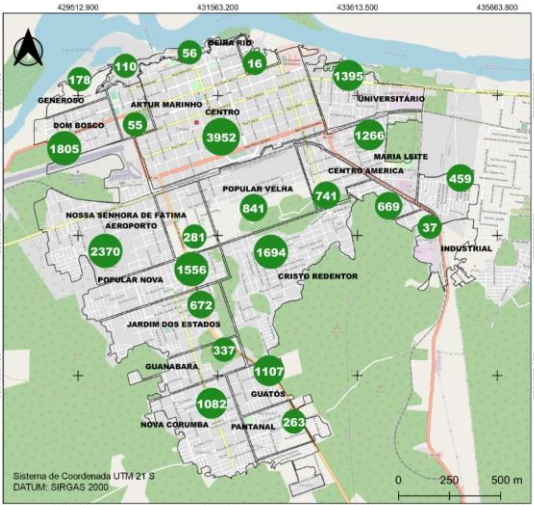 429512.900 431563.200 433613.500 435663.800
BEIRA RIO
56
110
16
178
1395
GENEROSO
ARTUR MARINHO
UNIVERSITÁRIO
CENTRO
DOM BOSCO
55
3952
1266
1805
MARIA LEITE
CENTRO AMERICA
459
POPULAR VELHA
741
669
841
NOSSA SENHORA DE FÁTIMA
AEROPORTO
37
281
2370
1694
INDUSTRIAL
1556
POPULAR NOVA
CRISTO REDENTOR
672
JARDIM DOS ESTADOS
337
GUANABARA
1107
GUATÓS
1082
263
NOVA CORUMBA
PANTANAL
Sistema de Coordenada UTM 21 S
DATUM: SIRGAS 2000
0 250 500 m